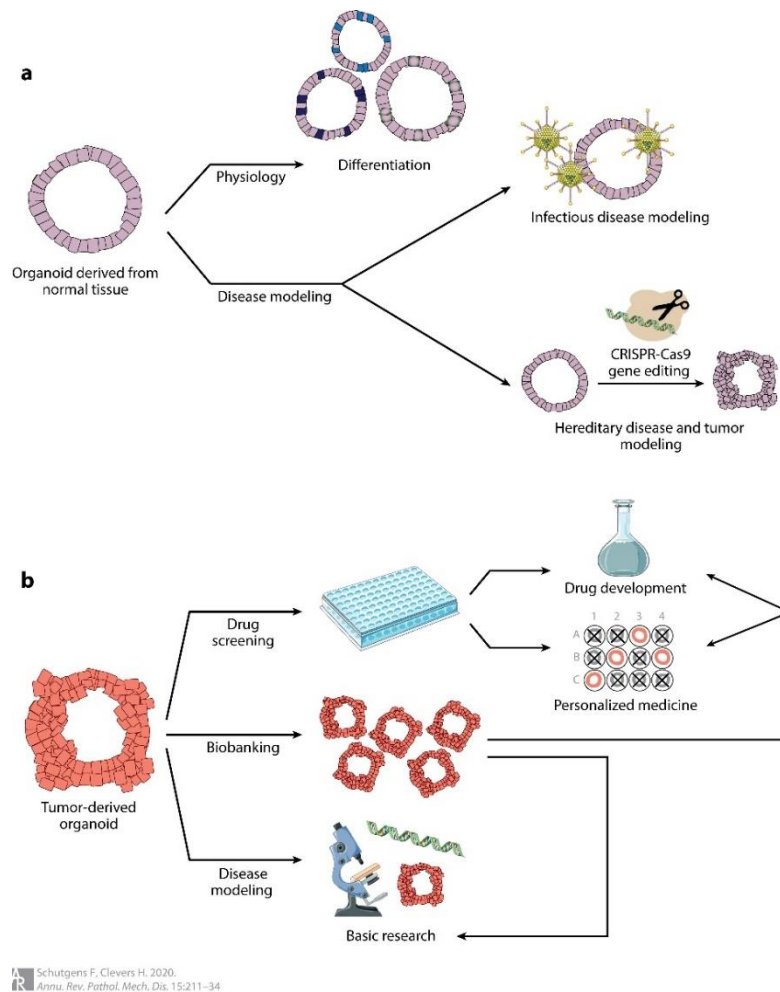 a
Differentiation
Physiology
Infectious disease modeling
Organoid derived from
normal tissue
Disease modeling
CRISPR-Cas9
gene editing
Hereditary disease and tumor
modeling
b
Drug
screening
Drug development
1 2 3 4
A
B
C
Personalized medicine
Biobanking
Tumor-derived
organoid
Disease
modeling
Basic research
AR Schutgens F, Clevers H. 2020.
Annu. Rev. Pathol. Mech. Dis. 15:211–34